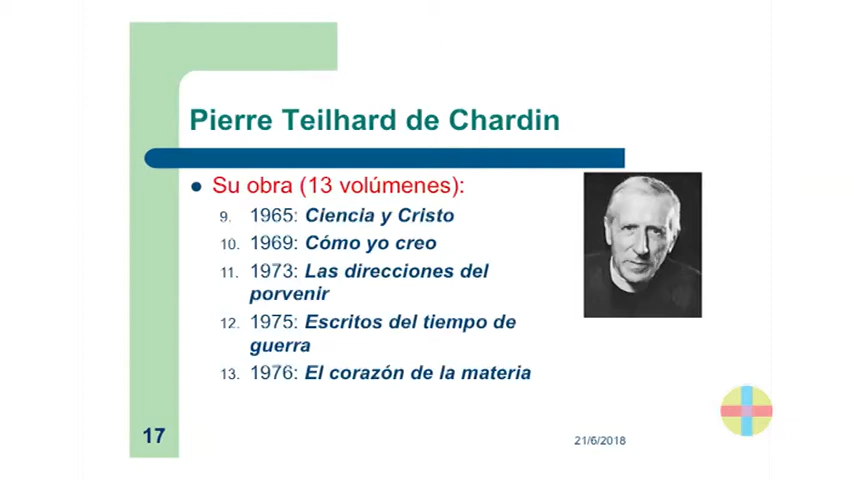 Pierre Teilhard de Chardin
● Su obra (13 volúmenes):
9. 1965: Ciencia y Cristo
10. 1969: Cómo yo creo
11. 1973: Las direcciones del
porvenir
12. 1975: Escritos del tiempo de
guerra
13. 1976: El corazón de la materia
17
21/6/2018